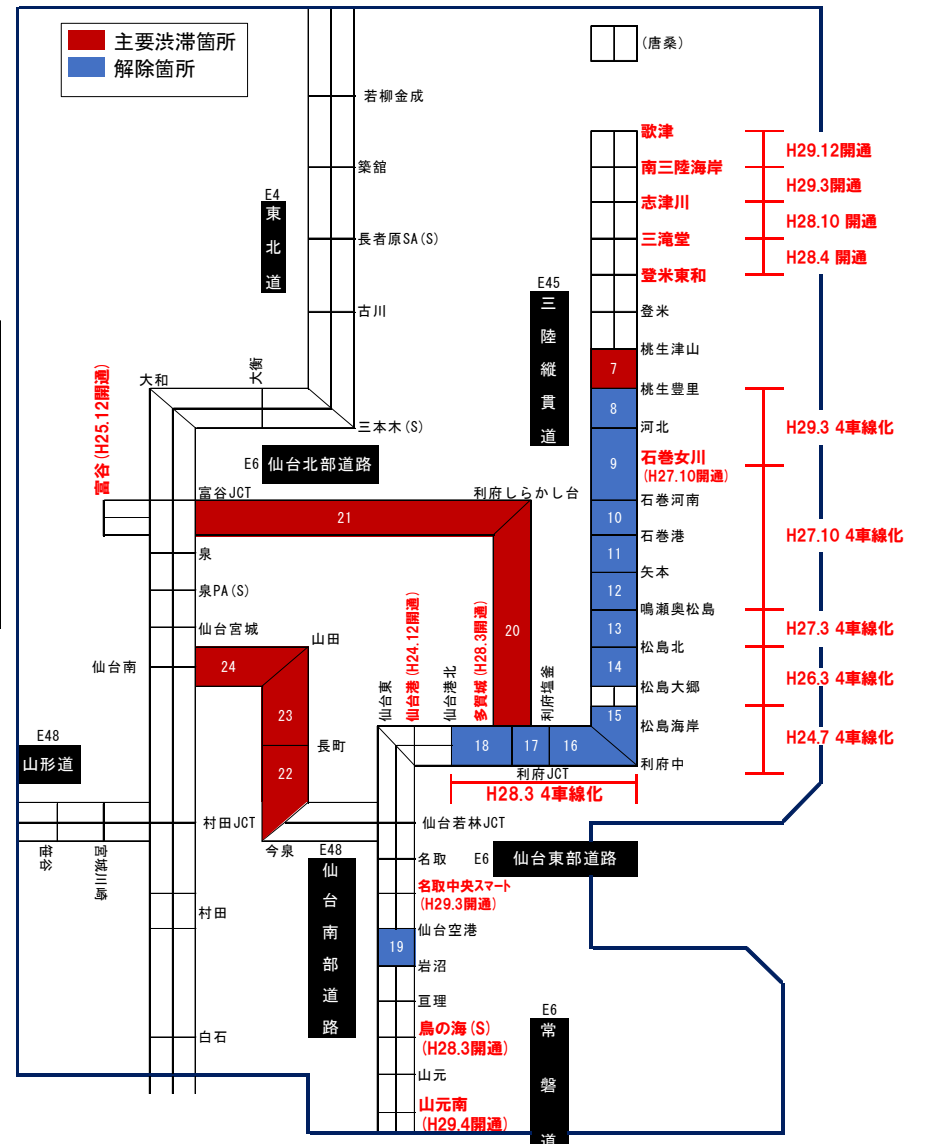 主要渋滞箇所
解除箇所
(唐桑)
若柳金成
築舘
長者原SA(S)
古川
三本木(S)
E4
東北道
大衡
大和
E6 仙台北部道路
富谷(H25.12開通)
富谷JCT
利府しらかし台
泉
泉PA(S)
仙台宮城
仙台南
山田
長町
今泉
E48
山形道
笹谷
宮城川崎
村田JCT
村田
白石
E48
仙台南部道路
E45
三陸縦貫道
歌津
南三陸海岸
志津川
三滝堂
登米東和
登米
桃生津山
桃生豊里
河北
石巻女川
(H27.10開通)
石巻河南
石巻港
矢本
鳴瀬奥松島
松島北
松島大郷
松島海岸
利府中
H29.12開通
H29.3開通
H28.10 開通
H28.4 開通
H29.3 4車線化
H27.10 4車線化
H27.3 4車線化
H26.3 4車線化
H24.7 4車線化
7
8
9
10
11
12
13
14
15
16
17
18
19
20
21
22
23
24
仙台東
仙台港(H24.12開通)
仙台港北
多賀城(H28.3開通)
利府塩釜
利府JCT
H28.3 4車線化
仙台若林JCT
名取
E6 仙台東部道路
名取中央スマート
(H29.3開通)
仙台空港
岩沼
亘理
鳥の海(S)
(H28.3開通)
山元
山元南
(H29.4開通)
E6
常磐道